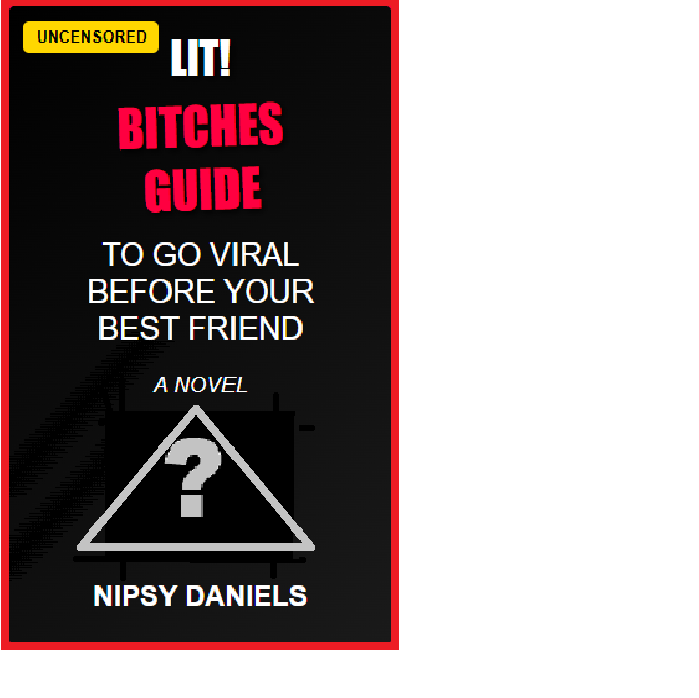 UNCENSORED
LIT!
BITCHES
GUIDE
TO GO VIRAL
BEFORE YOUR
BEST FRIEND
A NOVEL
?
NIPSY DANIELS